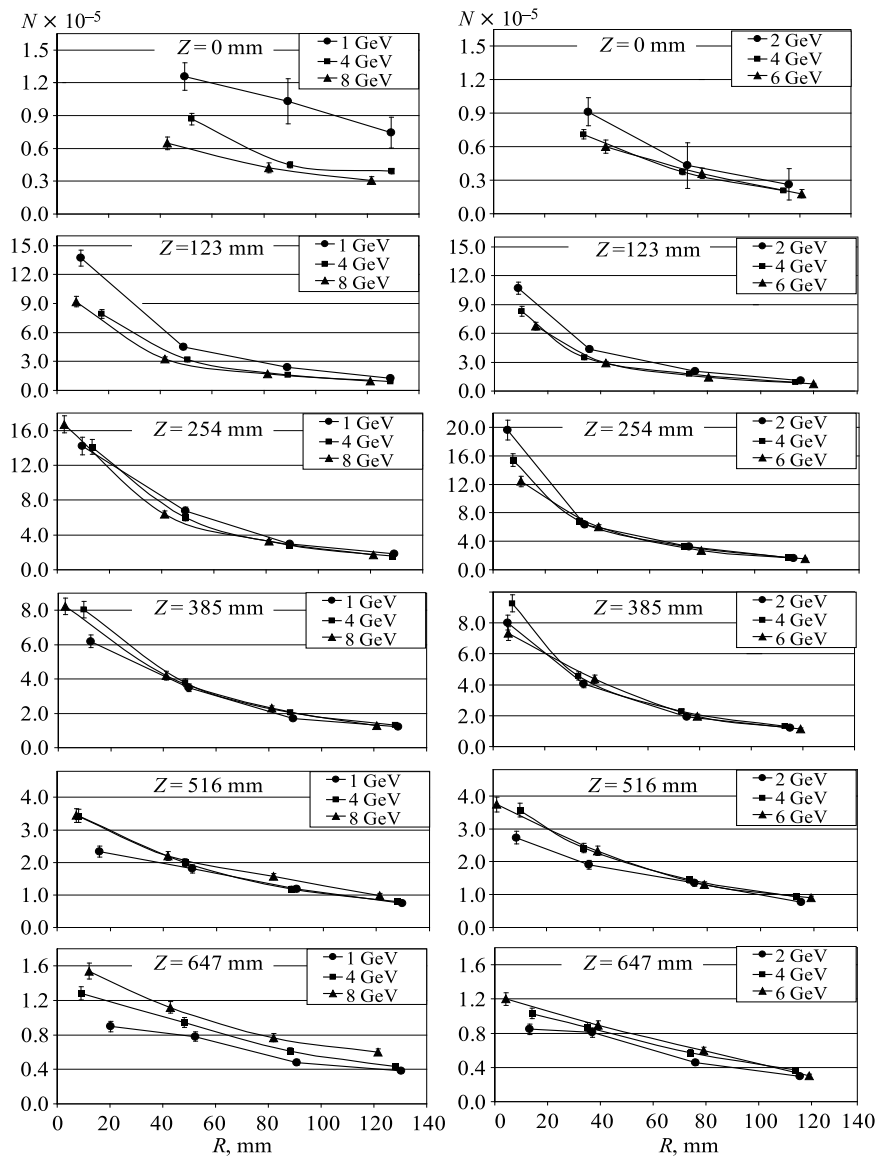 N × 10⁻⁵
Z = 0 mm
1 GeV
4 GeV
8 GeV
1.5
1.2
0.9
0.6
0.3
0.0
N × 10⁻⁵
Z = 0 mm
2 GeV
4 GeV
6 GeV
1.5
1.2
0.9
0.6
0.3
0.0
Z = 123 mm
1 GeV
4 GeV
8 GeV
15.0
12.0
9.0
6.0
3.0
0.0
Z = 123 mm
2 GeV
4 GeV
6 GeV
15.0
12.0
9.0
6.0
3.0
0.0
Z = 254 mm
1 GeV
4 GeV
8 GeV
16.0
12.0
8.0
4.0
0.0
Z = 254 mm
2 GeV
4 GeV
6 GeV
20.0
16.0
12.0
8.0
4.0
0.0
Z = 385 mm
1 GeV
4 GeV
8 GeV
8.0
6.0
4.0
2.0
0.0
Z = 385 mm
2 GeV
4 GeV
6 GeV
8.0
6.0
4.0
2.0
0.0
Z = 516 mm
1 GeV
4 GeV
8 GeV
4.0
3.0
2.0
1.0
0.0
Z = 516 mm
2 GeV
4 GeV
6 GeV
4.0
3.0
2.0
1.0
0.0
Z = 647 mm
1 GeV
4 GeV
8 GeV
1.6
1.2
0.8
0.4
0.0
0 20 40 60 80 100 120 140
R, mm
Z = 647 mm
2 GeV
4 GeV
6 GeV
1.6
1.2
0.8
0.4
0.0
0 20 40 60 80 100 120 140
R, mm